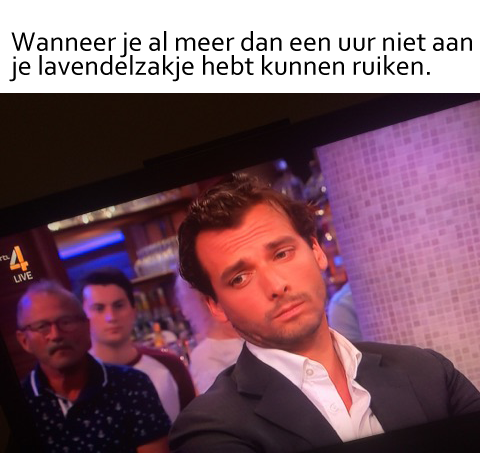 Wanneer je al meer dan een uur niet aan
je lavendelzakje hebt kunnen ruiken.
RTL 4
LIVE